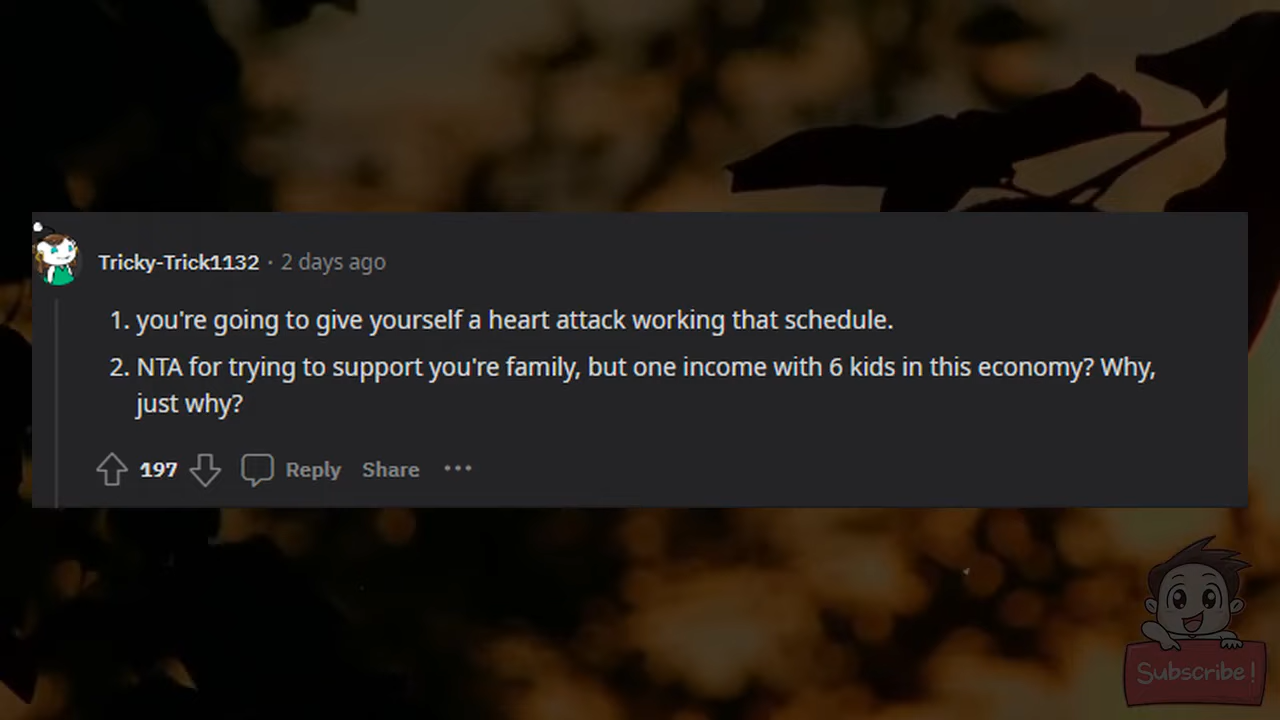 Tricky-Trick1132 · 2 days ago
1. you're going to give yourself a heart attack working that schedule.
2. NTA for trying to support you're family, but one income with 6 kids in this economy? Why,
just why?
197 Reply Share ···
Subscribe!